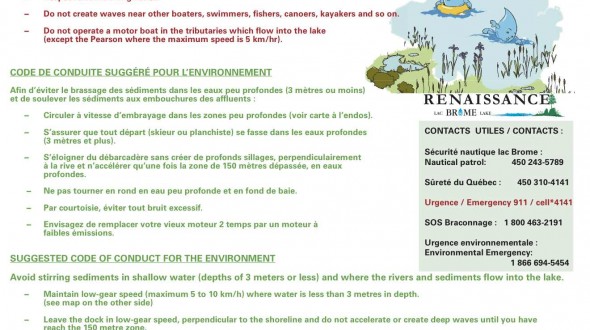 – Do not create waves near other boaters, swimmers, fishers, canoers, kayakers and so on.
– Do not operate a motor boat in the tributaries which flow into the lake
(except the Pearson where the maximum speed is 5 km/hr).
CODE DE CONDUITE SUGGÉRÉ POUR L'ENVIRONNEMENT
Afin d'éviter le brassage des sédiments dans les eaux peu profondes (3 mètres ou moins)
et de soulever les sédiments aux embouchures des affluents :
– Circuler à vitesse d'embrayage dans les zones peu profondes (voir carte à l'endos).
– S'assurer que tout départ (skieur ou planchiste) se fasse dans les eaux profondes
(3 mètres et plus).
– S'éloigner du débarcadère sans créer de profonds sillages, perpendiculairement
à la rive et n'accélérer qu'une fois la zone de 150 mètres dépassée, en eaux
profondes.
– Ne pas tourner en rond en eau peu profonde et en fond de baie.
– Par courtoisie, éviter tout bruit excessif.
– Envisagez de remplacer votre vieux moteur 2 temps par un moteur à
faibles émissions.
SUGGESTED CODE OF CONDUCT FOR THE ENVIRONMENT
Avoid stirring sediments in shallow water (depths of 3 meters or less) and where the rivers and sediments flow into the lake.
– Maintain low-gear speed (maximum 5 to 10 km/h) where water is less than 3 metres in depth.
(see map on the other side)
– Leave the dock in low-gear speed, perpendicular to the shoreline and do not accelerate or create deep waves until you have
reach the 150 metre zone.
RENAISSANCE
LAC BROME LAKE
CONTACTS UTILES / CONTACTS :
Sécurité nautique lac Brome :
Nautical patrol: 450 243-5789
Sûreté du Québec : 450 310-4141
Urgence / Emergency 911 / cell*4141
SOS Braconnage : 1 800 463-2191
Urgence environnementale :
Environmental Emergency:
1 866 694-5454